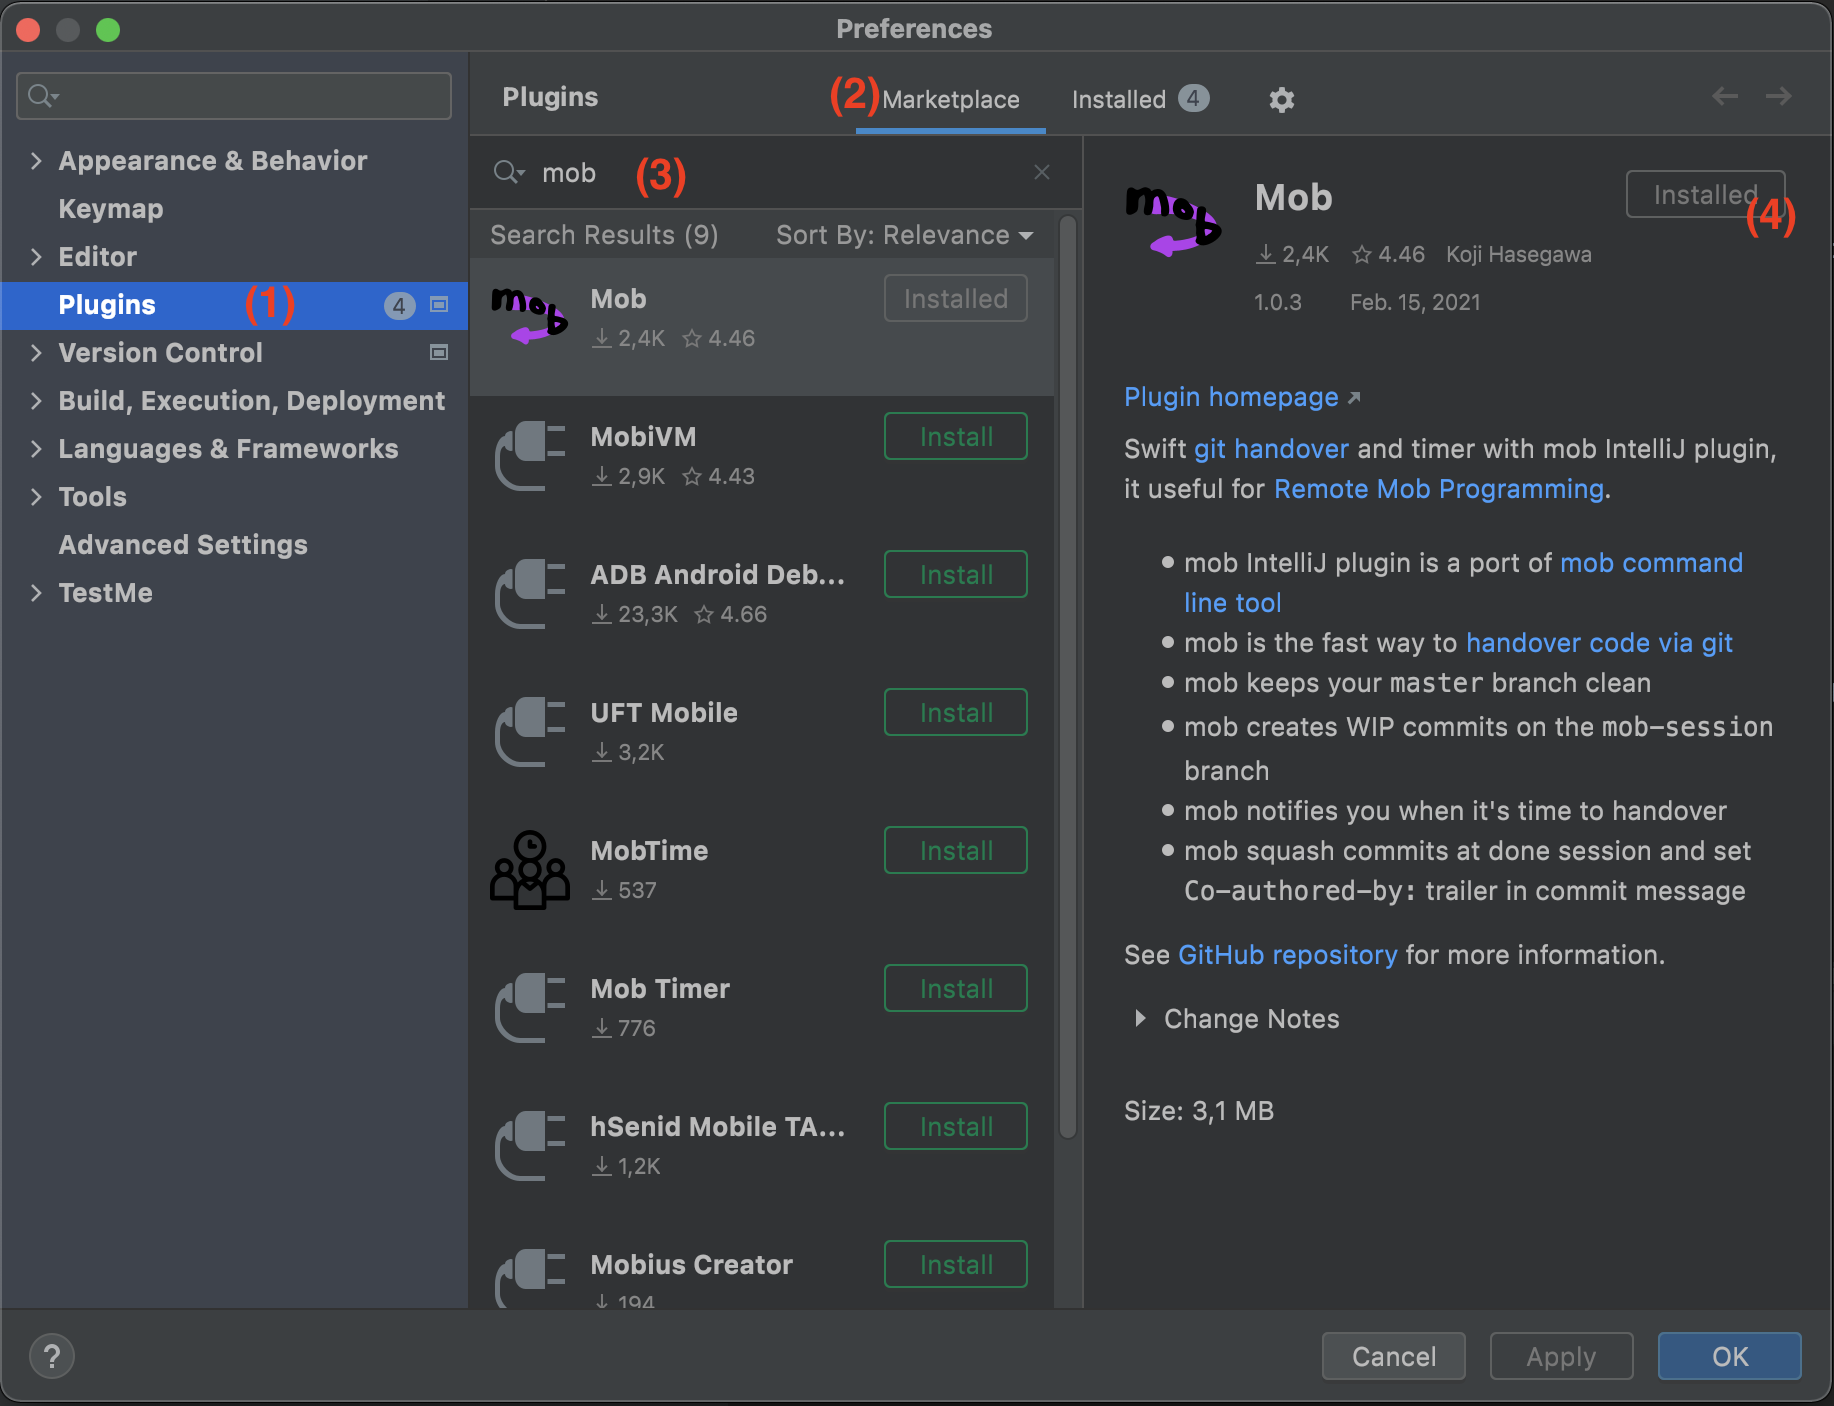 Preferences
Appearance & Behavior
Keymap
Editor
Plugins (1) 4
Version Control
Build, Execution, Deployment
Languages & Frameworks
Tools
Advanced Settings
TestMe
Plugins (2) Marketplace Installed 4
mob (3)
Search Results (9) Sort By: Relevance
mob
Mob Installed
2,4K 4.46
MobiVM Install
2,9K 4.43
ADB Android Deb... Install
23,3K 4.66
UFT Mobile Install
3,2K
MobTime Install
537
Mob Timer Install
776
hSenid Mobile TA... Install
1,2K
Mobius Creator Install
194
mob
Mob Installed (4)
2,4K 4.46 Koji Hasegawa
1.0.3 Feb. 15, 2021
Plugin homepage
Swift git handover and timer with mob IntelliJ plugin,
it useful for Remote Mob Programming.
• mob IntelliJ plugin is a port of mob command
line tool
• mob is the fast way to handover code via git
• mob keeps your master branch clean
• mob creates WIP commits on the mob-session
branch
• mob notifies you when it's time to handover
• mob squash commits at done session and set
Co-authored-by: trailer in commit message
See GitHub repository for more information.
Change Notes
Size: 3,1 MB
? Cancel Apply OK